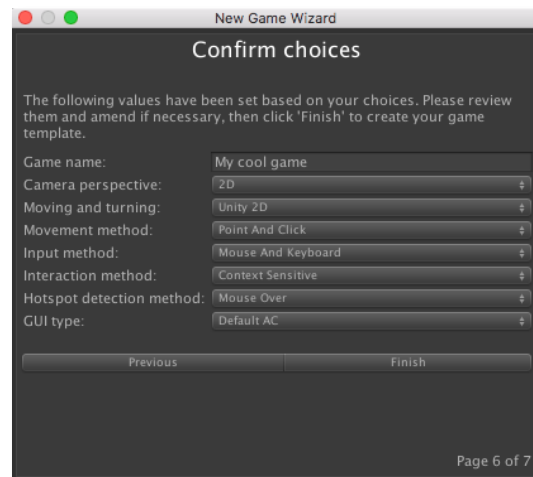 New Game Wizard
Confirm choices
The following values have been set based on your choices. Please review
them and amend if necessary, then click 'Finish' to create your game
template.
Game name: My cool game
Camera perspective: 2D
Moving and turning: Unity 2D
Movement method: Point And Click
Input method: Mouse And Keyboard
Interaction method: Context Sensitive
Hotspot detection method: Mouse Over
GUI type: Default AC
Previous Finish
Page 6 of 7